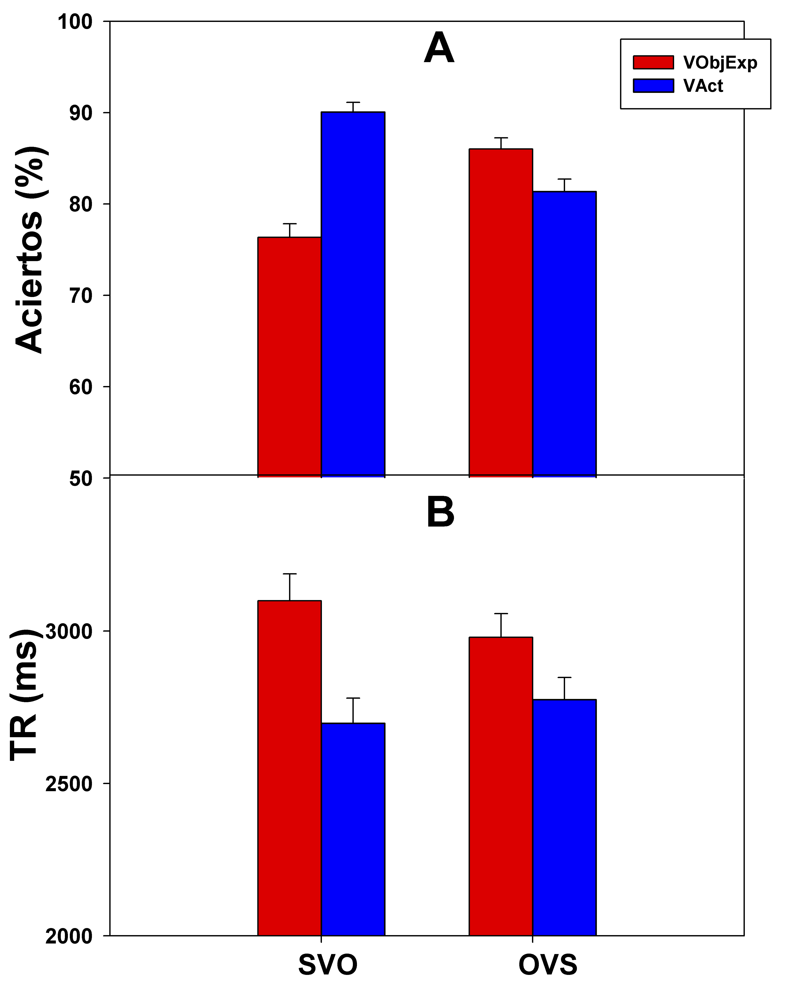 A
VObjExp
VAct
Aciertos (%)
100
90
80
70
60
50
B
TR (ms)
3000
2500
2000
SVO
OVS